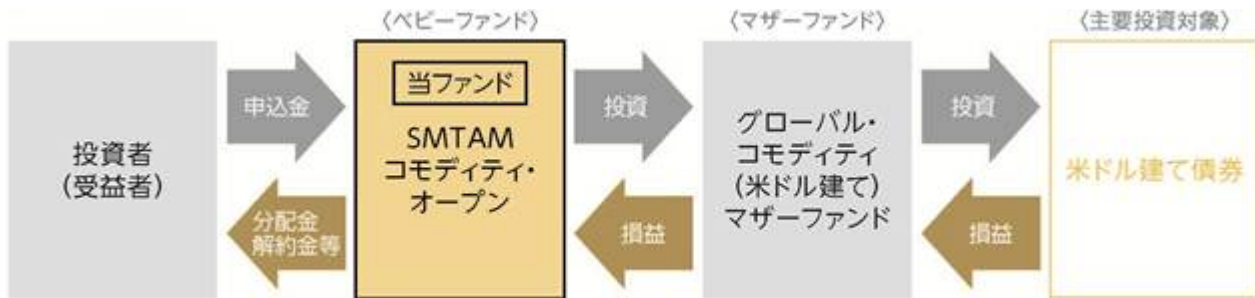 〈ベビーファンド〉
〈マザーファンド〉
〈主要投資対象〉
投資者
(受益者)
申込金
分配金
解約金等
当ファンド
SMTAM
コモディティ・
オープン
投資
損益
グローバル・
コモディティ
(米ドル建て)
マザーファンド
投資
損益
米ドル建て債券